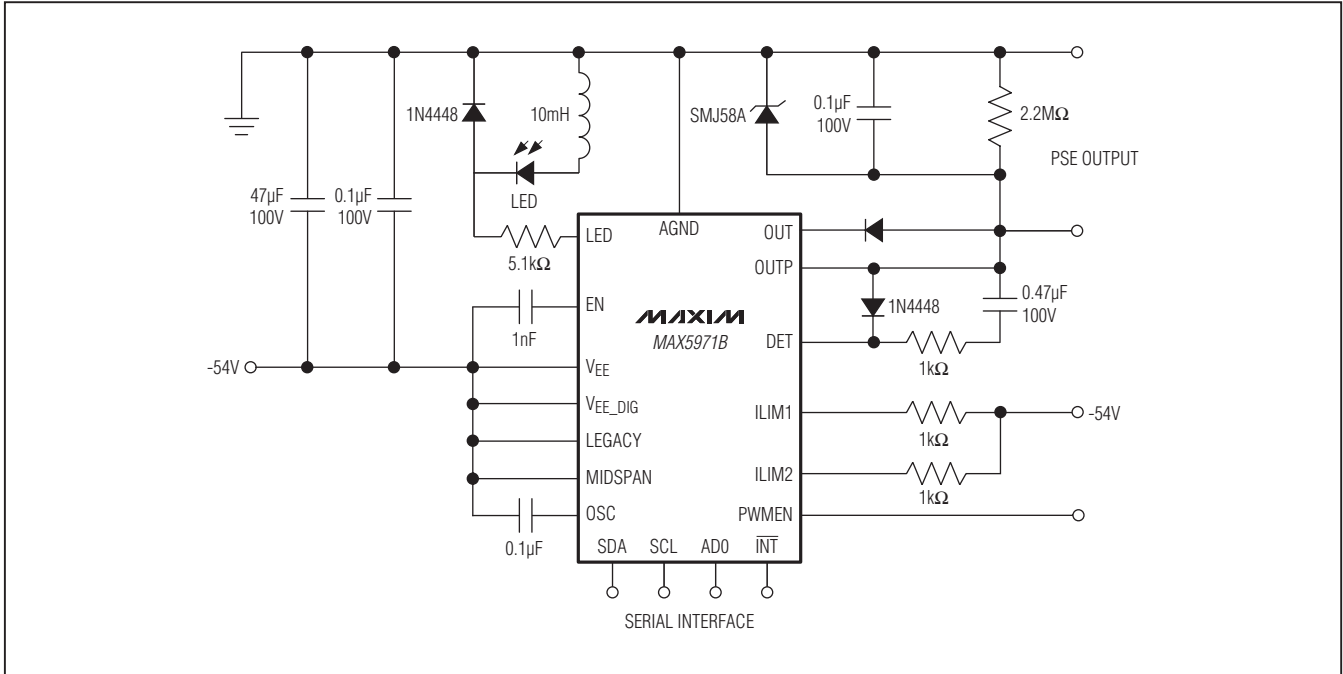 1N4448
10mH
LED
47µF
100V
0.1µF
100V
5.1kΩ
1nF
-54V
0.1µF
SMJ58A
0.1µF
100V
2.2MΩ
PSE OUTPUT
AGND
LED
EN
VEE
VEE_DIG
LEGACY
MIDSPAN
OSC
MAXIM
MAX5971B
OUT
OUTP
DET
ILIM1
ILIM2
PWMEN
SDA SCL AD0 INT
SERIAL INTERFACE
1N4448
0.47µF
100V
1kΩ
1kΩ
-54V
1kΩ